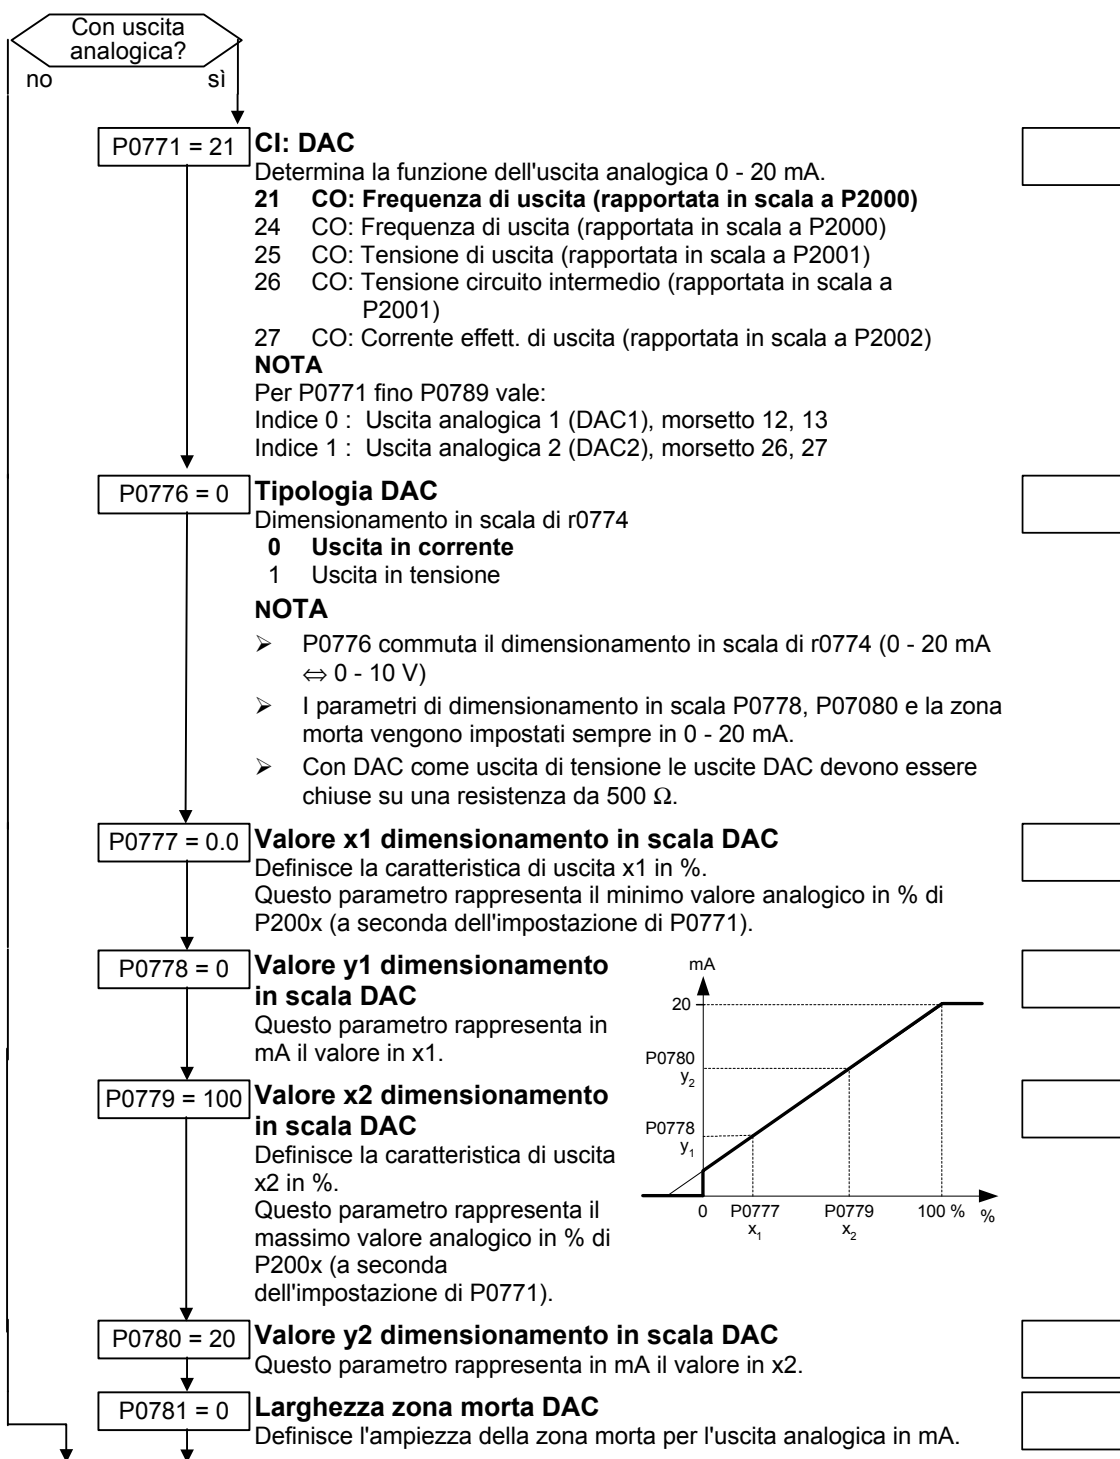 Con uscita
analogica?
no
sì
P0771 = 21
CI: DAC
Determina la funzione dell'uscita analogica 0 - 20 mA.
21 CO: Frequenza di uscita (rapportata in scala a P2000)
24 CO: Frequenza di uscita (rapportata in scala a P2000)
25 CO: Tensione di uscita (rapportata in scala a P2001)
26 CO: Tensione circuito intermedio (rapportata in scala a
P2001)
27 CO: Corrente effett. di uscita (rapportata in scala a P2002)
NOTA
Per P0771 fino P0789 vale:
Indice 0 : Uscita analogica 1 (DAC1), morsetto 12, 13
Indice 1 : Uscita analogica 2 (DAC2), morsetto 26, 27
P0776 = 0
Tipologia DAC
Dimensionamento in scala di r0774
0 Uscita in corrente
1 Uscita in tensione
NOTA
➢ P0776 commuta il dimensionamento in scala di r0774 (0 - 20 mA
⇔ 0 - 10 V)
➢ I parametri di dimensionamento in scala P0778, P07080 e la zona
morta vengono impostati sempre in 0 - 20 mA.
➢ Con DAC come uscita di tensione le uscite DAC devono essere
chiuse su una resistenza da 500 Ω.
P0777 = 0.0
Valore x1 dimensionamento in scala DAC
Definisce la caratteristica di uscita x1 in %.
Questo parametro rappresenta il minimo valore analogico in % di
P200x (a seconda dell'impostazione di P0771).
P0778 = 0
Valore y1 dimensionamento
in scala DAC
Questo parametro rappresenta in
mA il valore in x1.
P0779 = 100
Valore x2 dimensionamento
in scala DAC
Definisce la caratteristica di uscita
x2 in %.
Questo parametro rappresenta il
massimo valore analogico in % di
P200x (a seconda
dell'impostazione di P0771).
mA
20
P0780
y2
P0778
y1
0 P0777 P0779 100 % %
x1 x2
P0780 = 20
Valore y2 dimensionamento in scala DAC
Questo parametro rappresenta in mA il valore in x2.
P0781 = 0
Larghezza zona morta DAC
Definisce l'ampiezza della zona morta per l'uscita analogica in mA.